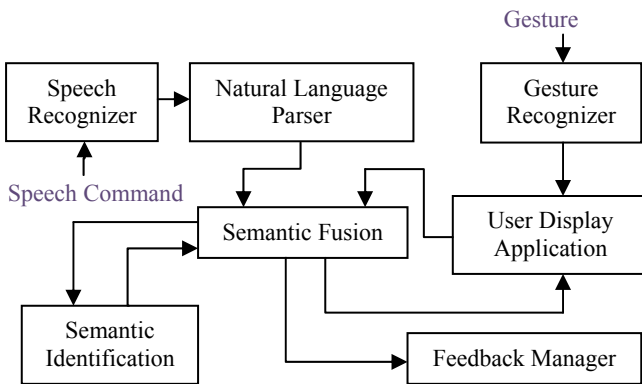 Gesture
Speech
Recognizer
Natural Language
Parser
Gesture
Recognizer
Speech Command
Semantic Fusion
User Display
Application
Semantic
Identification
Feedback Manager